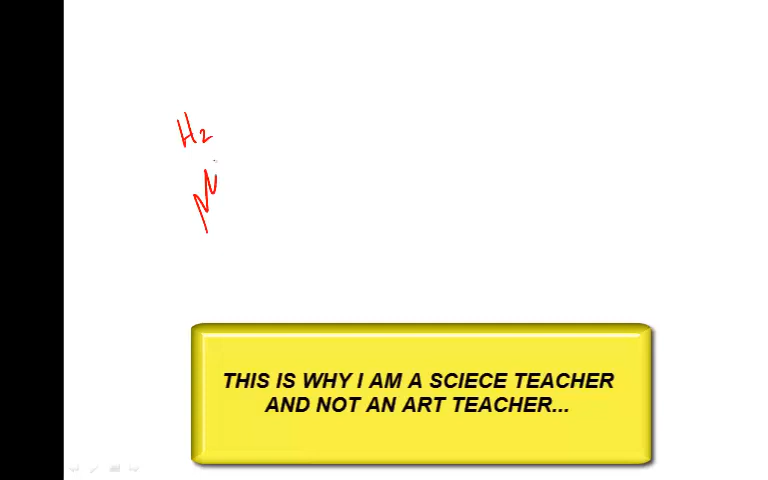 H2
THIS IS WHY I AM A SCIECE TEACHER
AND NOT AN ART TEACHER...